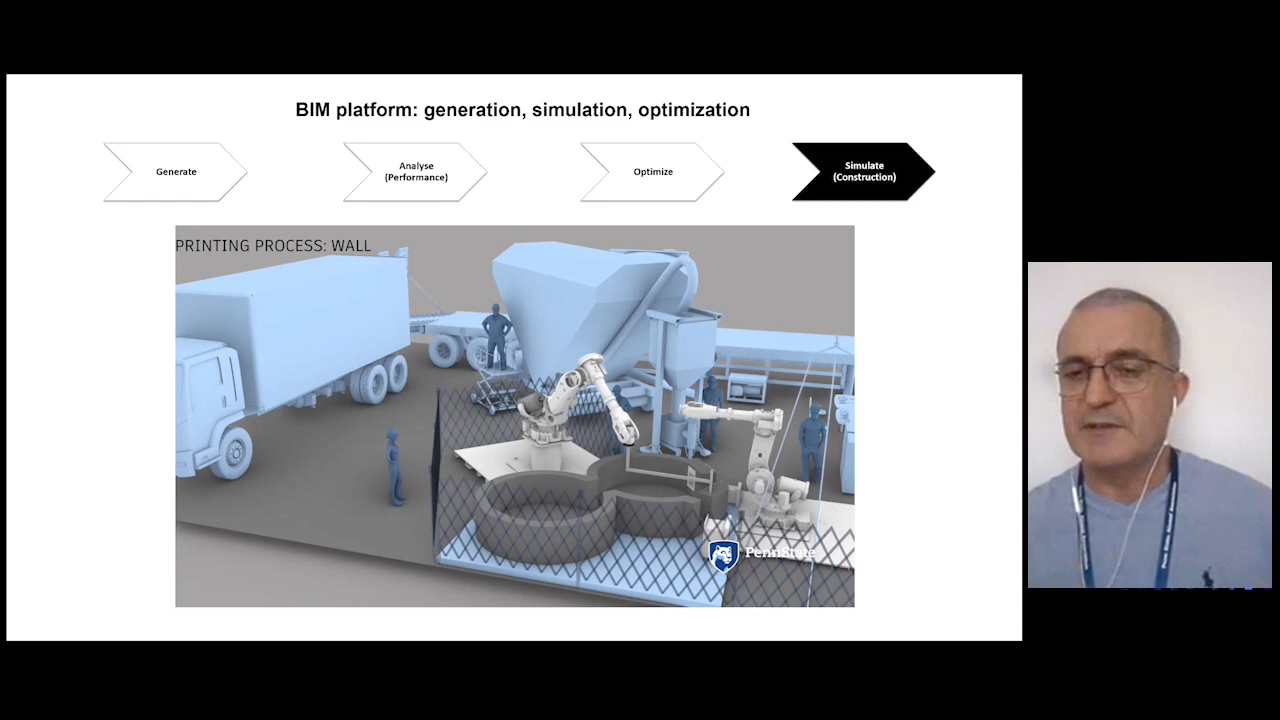 BIM platform: generation, simulation, optimization
Generate
Analyse
(Performance)
Optimize
Simulate
(Construction)
PRINTING PROCESS: WALL
PennState